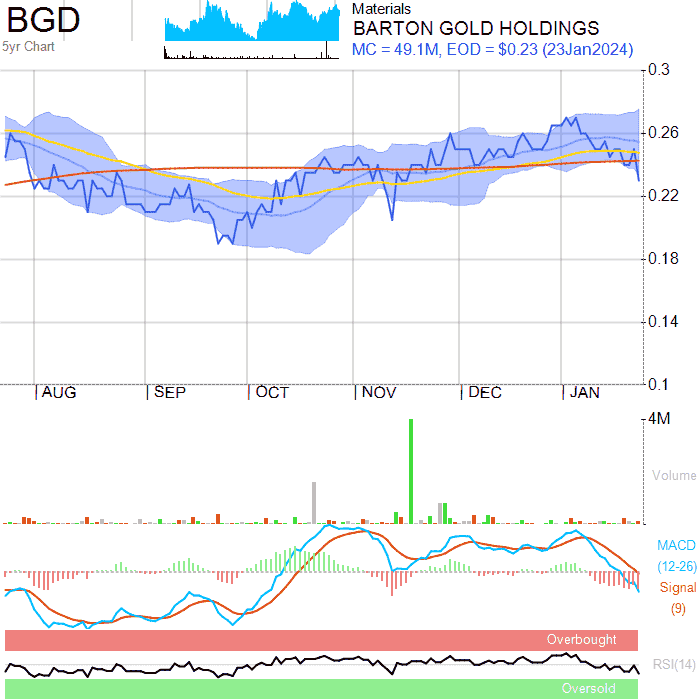 BGD
5yr Chart
Materials
BARTON GOLD HOLDINGS
MC = 49.1M, EOD = $0.23 (23Jan2024)
0.3
0.26
0.22
0.18
0.14
0.1
AUG SEP OCT NOV DEC JAN
4M
Volume
MACD
(12-26)
Signal
(9)
Overbought
RSI(14)
Oversold